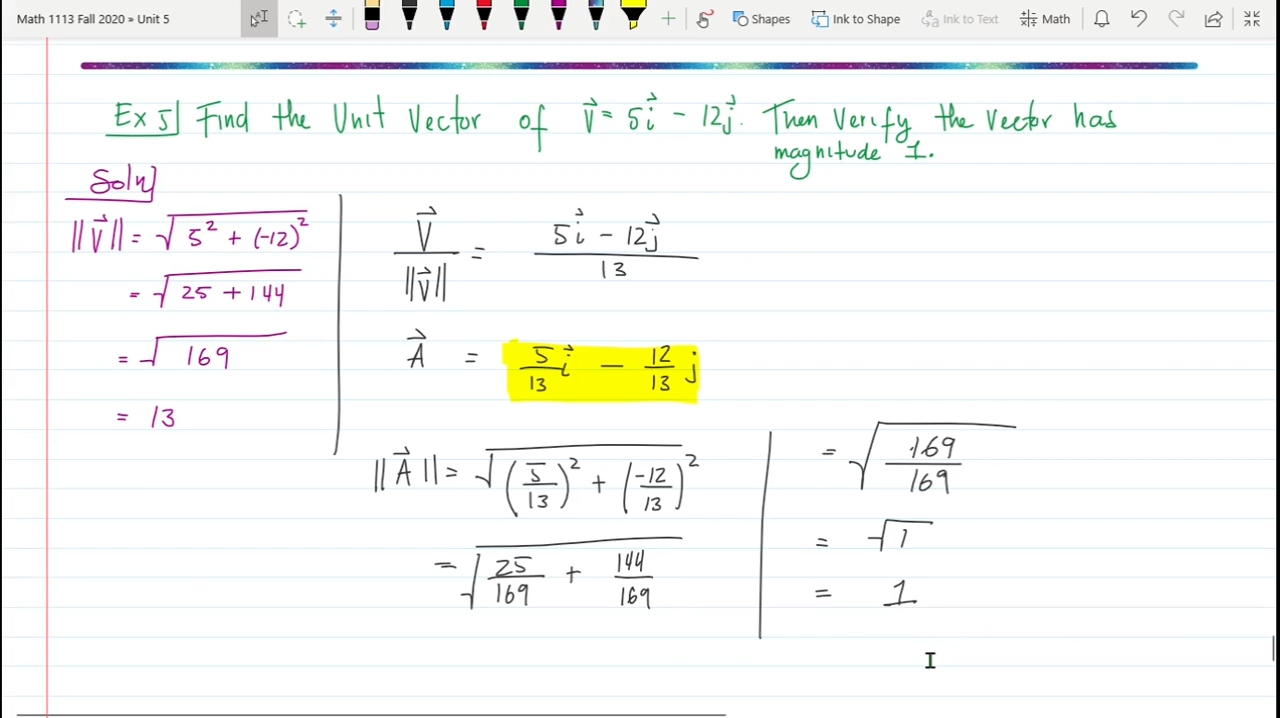 Math 1113 Fall 2020 » Unit 5
Shapes
Ink to Shape
Ink to Text
Math
Ex 5] Find the Unit Vector of v⃗ = 5i⃗ - 12j⃗. Then Verify the vector has
magnitude 1.
Soln]
||V⃗|| = √(5² + (-12)²)
= √(25 + 144)
= √169
= 13
V⃗/||V⃗|| = (5i⃗ - 12j⃗)/13
A⃗ = 5/13 i⃗ - 12/13 j
||A⃗|| = √((5/13)² + (-12/13)²)
= √(25/169 + 144/169)
= √(169/169)
= √1
= 1